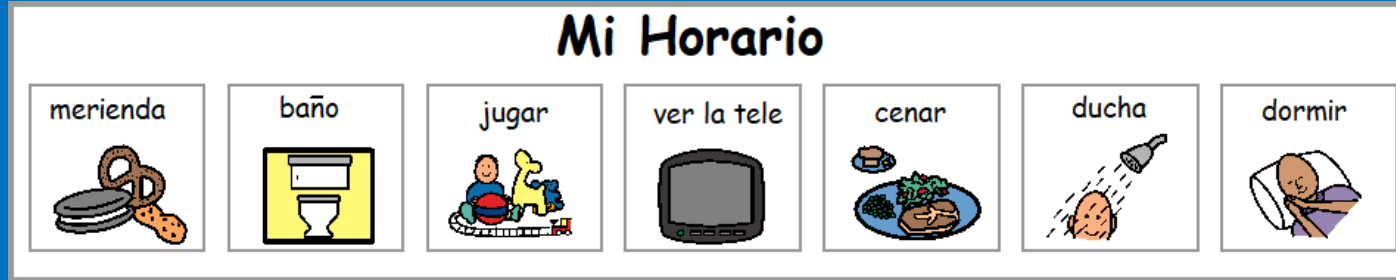 Mi Horario
merienda
baño
jugar
ver la tele
cenar
ducha
dormir